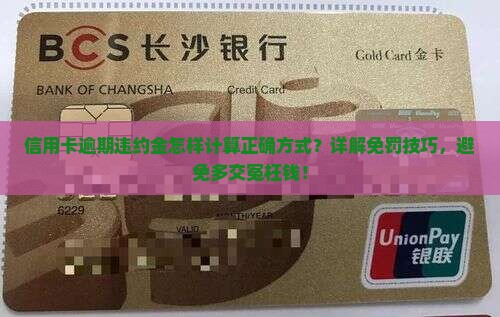 BCS 长沙银行
Gold Card 金卡
BANK OF CHANGSHA
Credit Card
信用卡逾期违约金怎样计算正确方式？详解免罚技巧，避
免多交冤枉钱！
6229
MONTH/YEAR
UnionPay
银联